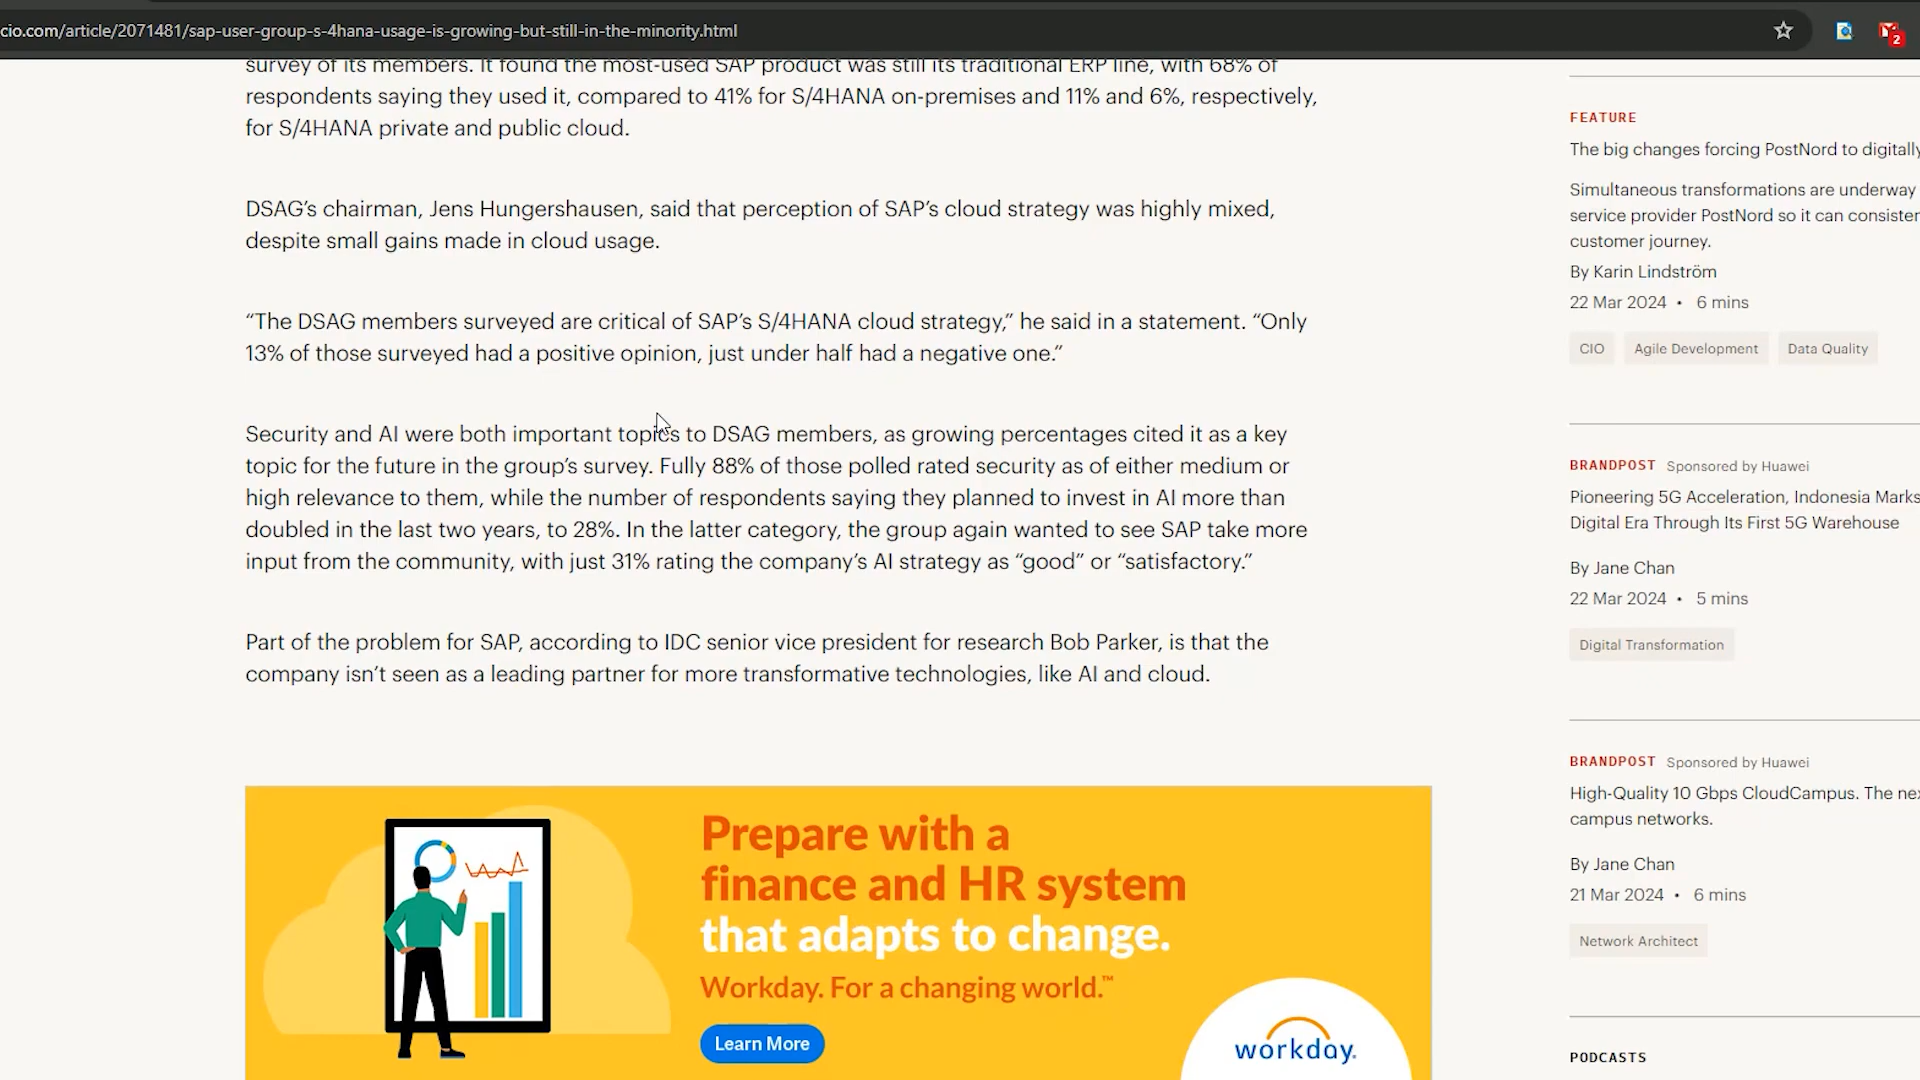 cio.com/article/2071481/sap-user-group-s-4hana-usage-is-growing-but-still-in-the-minority.html
2
survey of its members. It found the most-used SAP product was still its traditional ERP line, with 68% of
respondents saying they used it, compared to 41% for S/4HANA on-premises and 11% and 6%, respectively,
for S/4HANA private and public cloud.
DSAG’s chairman, Jens Hungershausen, said that perception of SAP’s cloud strategy was highly mixed,
despite small gains made in cloud usage.
“The DSAG members surveyed are critical of SAP’s S/4HANA cloud strategy,” he said in a statement. “Only
13% of those surveyed had a positive opinion, just under half had a negative one.”
Security and AI were both important topics to DSAG members, as growing percentages cited it as a key
topic for the future in the group’s survey. Fully 88% of those polled rated security as of either medium or
high relevance to them, while the number of respondents saying they planned to invest in AI more than
doubled in the last two years, to 28%. In the latter category, the group again wanted to see SAP take more
input from the community, with just 31% rating the company’s AI strategy as “good” or “satisfactory.”
Part of the problem for SAP, according to IDC senior vice president for research Bob Parker, is that the
company isn’t seen as a leading partner for more transformative technologies, like AI and cloud.
Prepare with a
finance and HR system
that adapts to change.
Workday. For a changing world.™
Learn More
workday.
FEATURE
The big changes forcing PostNord to digitally
Simultaneous transformations are underway
service provider PostNord so it can consister
customer journey.
By Karin Lindström
22 Mar 2024 • 6 mins
CIO Agile Development Data Quality
BRANDPOST Sponsored by Huawei
Pioneering 5G Acceleration, Indonesia Marks
Digital Era Through Its First 5G Warehouse
By Jane Chan
22 Mar 2024 • 5 mins
Digital Transformation
BRANDPOST Sponsored by Huawei
High-Quality 10 Gbps CloudCampus. The
campus networks.
By Jane Chan
21 Mar 2024 • 6 mins
Network Architect
PODCASTS